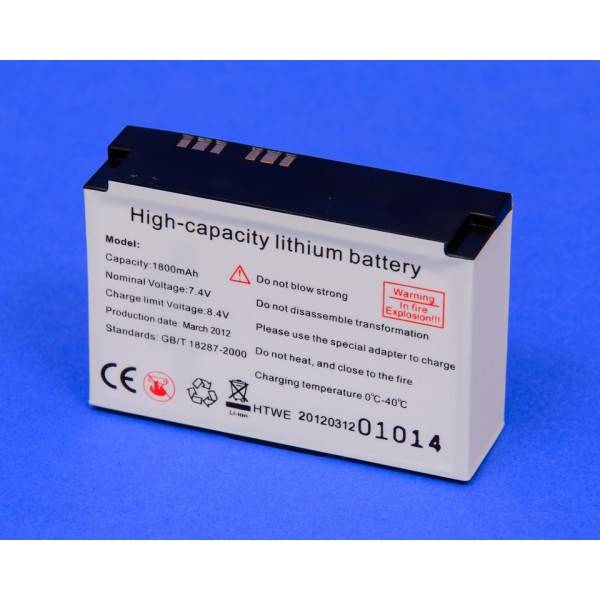 High-capacity lithium battery
Model:
Capacity:1800mAh
Nominal Voltage:7.4V
Charge limit Voltage:8.4V
Production date: March 2012
Standards: GB/T 18287-2000
Do not blow strong
Do not disassemble transformation
Please use the special adapter to charge
Do not heat, and close to the fire
Charging temperature 0℃-40℃
Warning
In fire
Explosion!!!
CE
Li-ion
HTWE 20120312 01014